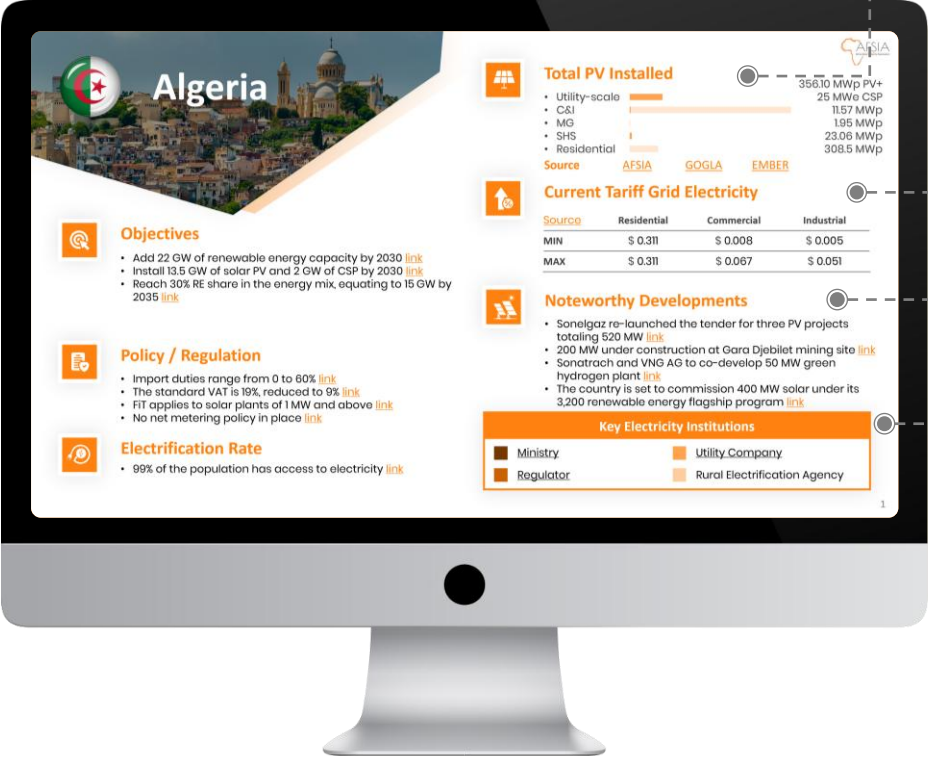 Algeria
Objectives
• Add 22 GW of renewable energy capacity by 2030 link
• Install 13.5 GW of solar PV and 2 GW of CSP by 2030 link
• Reach 30% RE share in the energy mix, equating to 15 GW by
2035 link
Policy / Regulation
• Import duties range from 0 to 60% link
• The standard VAT is 19%, reduced to 9% link
• FiT applies to solar plants of 1 MW and above link
• No net metering policy in place link
Electrification Rate
• 99% of the population has access to electricity link
AFSIA
Total PV Installed
356.10 MWp PV+
• Utility-scale 25 MWe CSP
• C&I 11.57 MWp
• MG 1.95 MWp
• SHS 23.06 MWp
• Residential 308.5 MWp
Source AFSIA GOGLA EMBER
Current Tariff Grid Electricity
Source Residential Commercial Industrial
MIN $ 0.311 $ 0.008 $ 0.005
MAX $ 0.311 $ 0.067 $ 0.051
Noteworthy Developments
• Sonelgaz re-launched the tender for three PV projects
totaling 520 MW link
• 200 MW under construction at Gara Djebilet mining site link
• Sonatrach and VNG AG to co-develop 50 MW green
hydrogen plant link
• The country is set to commission 400 MW solar under its
3,200 renewable energy flagship program link
Key Electricity Institutions
Ministry Utility Company
Regulator Rural Electrification Agency
1